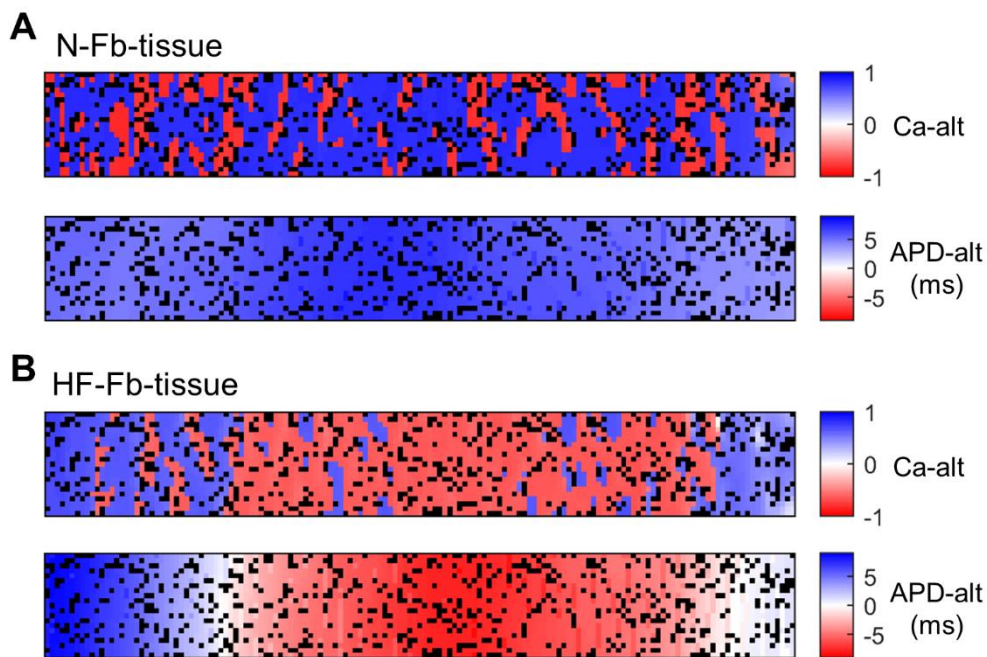 A
N-Fb-tissue
1
0
-1
Ca-alt
5
0
-5
APD-alt
(ms)
B
HF-Fb-tissue
1
0
-1
Ca-alt
5
0
-5
APD-alt
(ms)